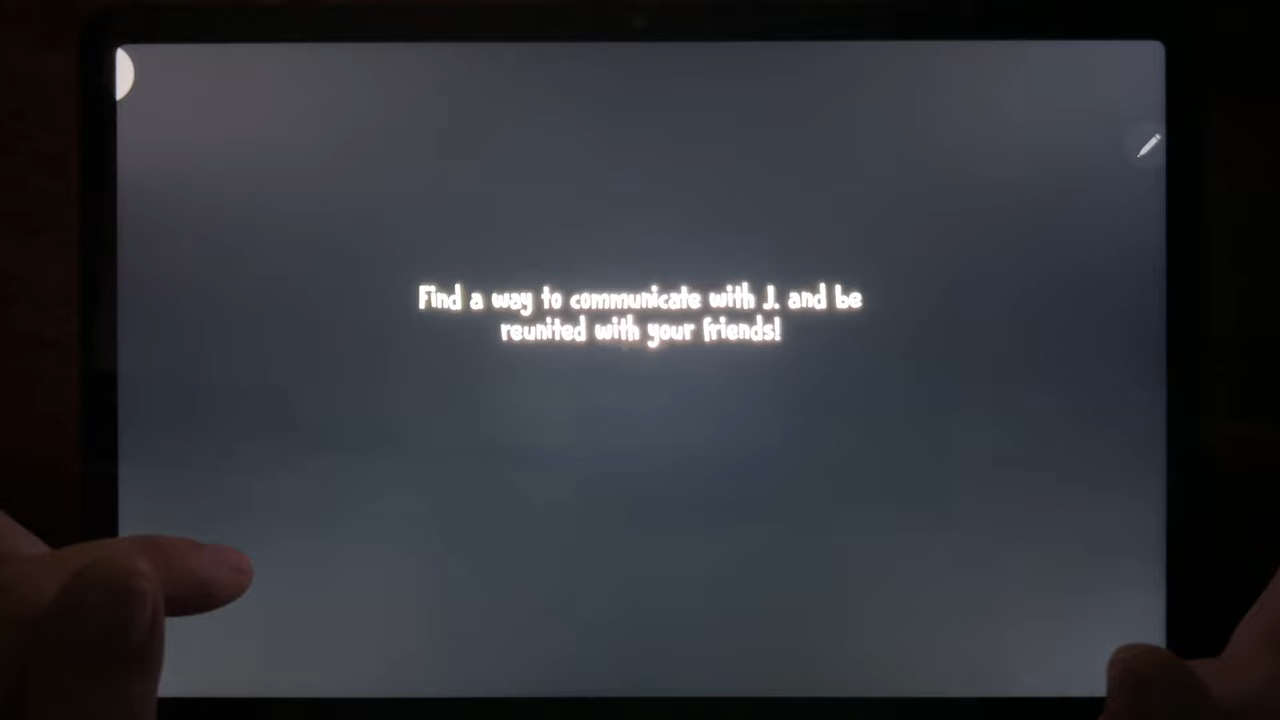 Find a way to communicate with J. and be
reunited with your friends!